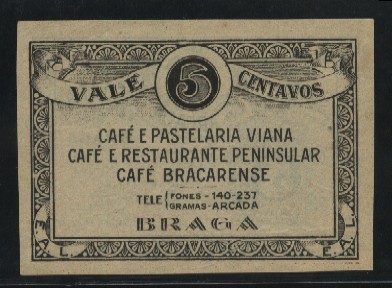 VALE 5 CENTAVOS
CAFÉ E PASTELARIA VIANA
CAFÉ E RESTAURANTE PENINSULAR
CAFÉ BRACARENSE
TELE { FONES - 140-237
GRAMAS - ARCADA
BRAGA
E.A.L. E.A.L.